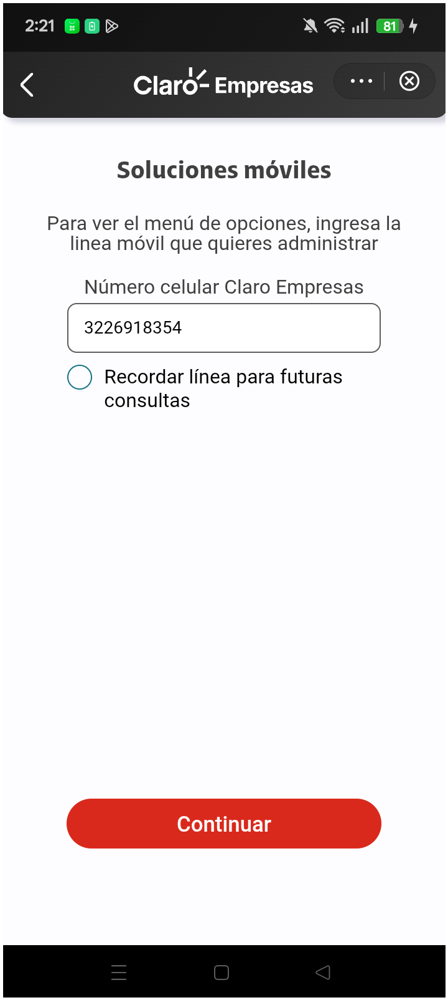 2:21
81
Claro Empresas
Soluciones móviles
Para ver el menú de opciones, ingresa la
linea móvil que quieres administrar
Número celular Claro Empresas
3226918354
Recordar línea para futuras
consultas
Continuar